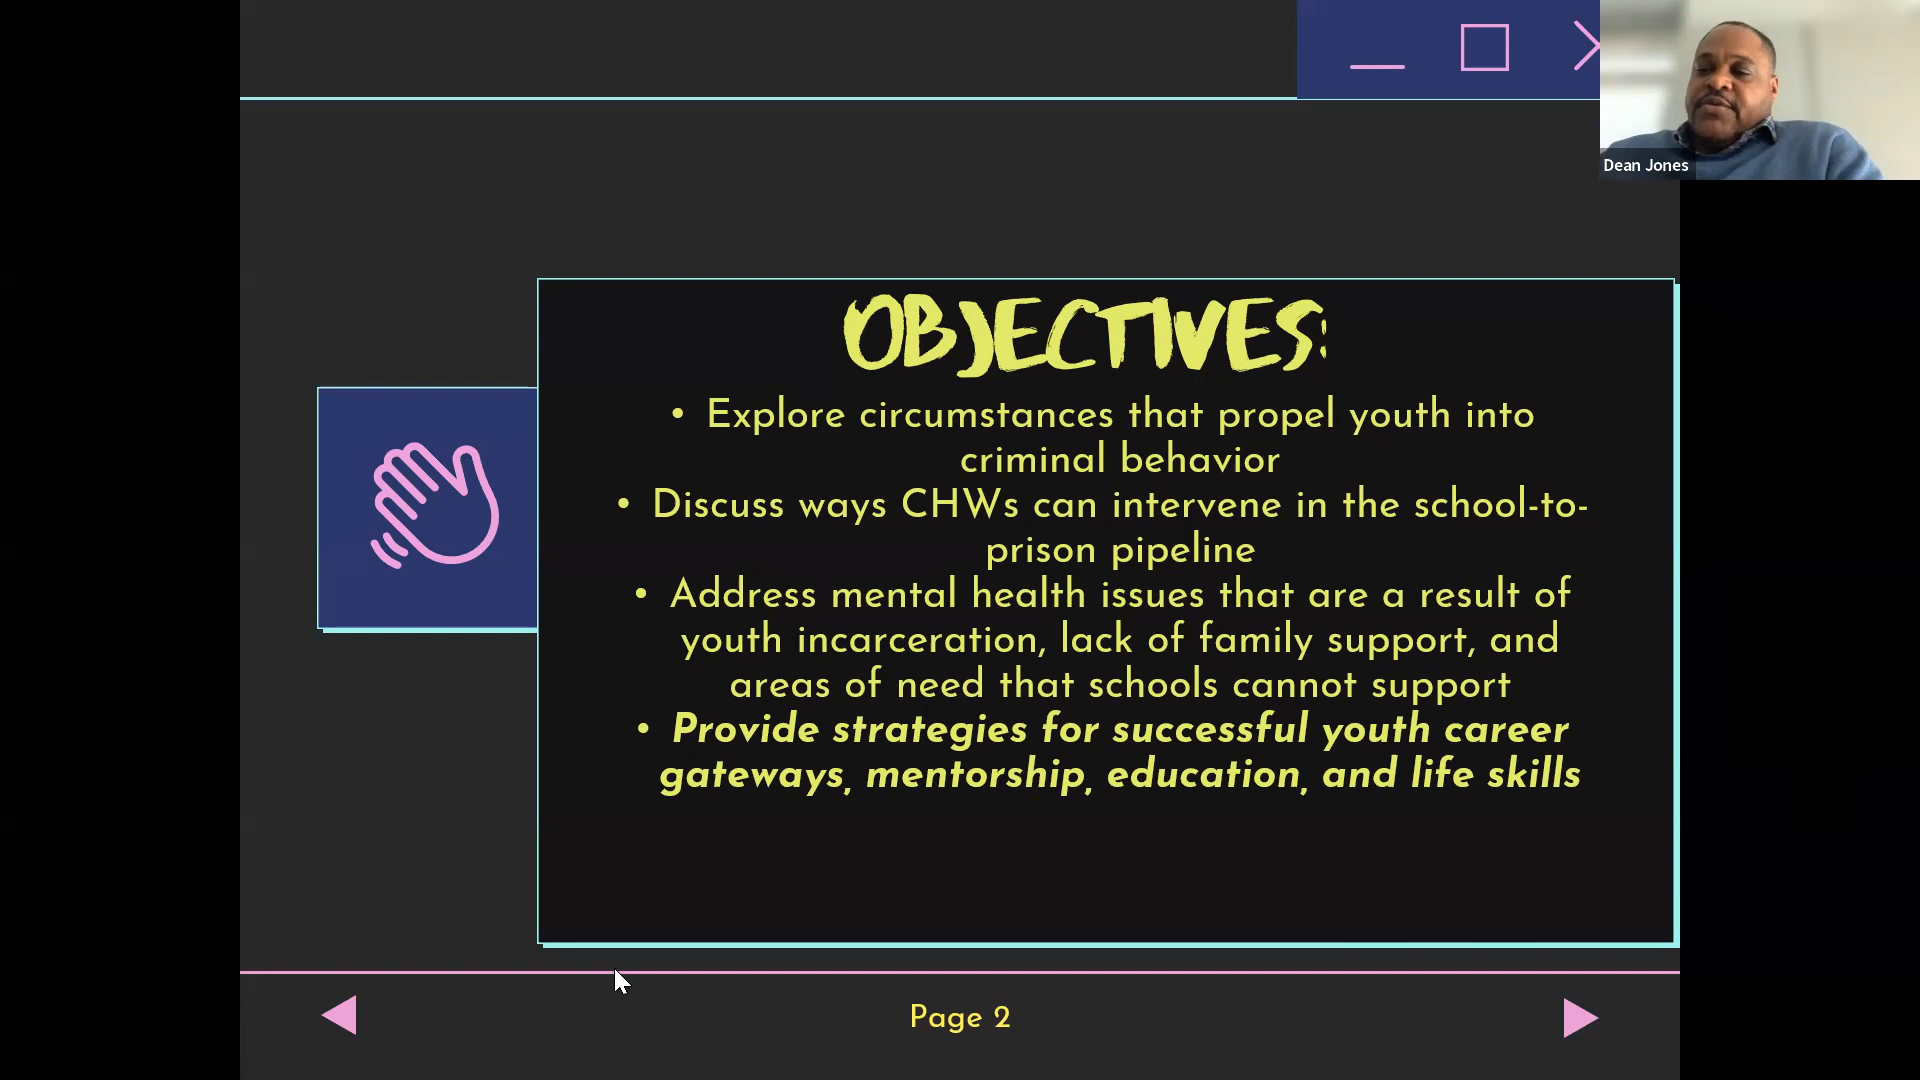 Dean Jones
OBJECTIVES:
• Explore circumstances that propel youth into
criminal behavior
• Discuss ways CHWs can intervene in the school-to-
prison pipeline
• Address mental health issues that are a result of
youth incarceration, lack of family support, and
areas of need that schools cannot support
• Provide strategies for successful youth career
gateways, mentorship, education, and life skills
Page 2